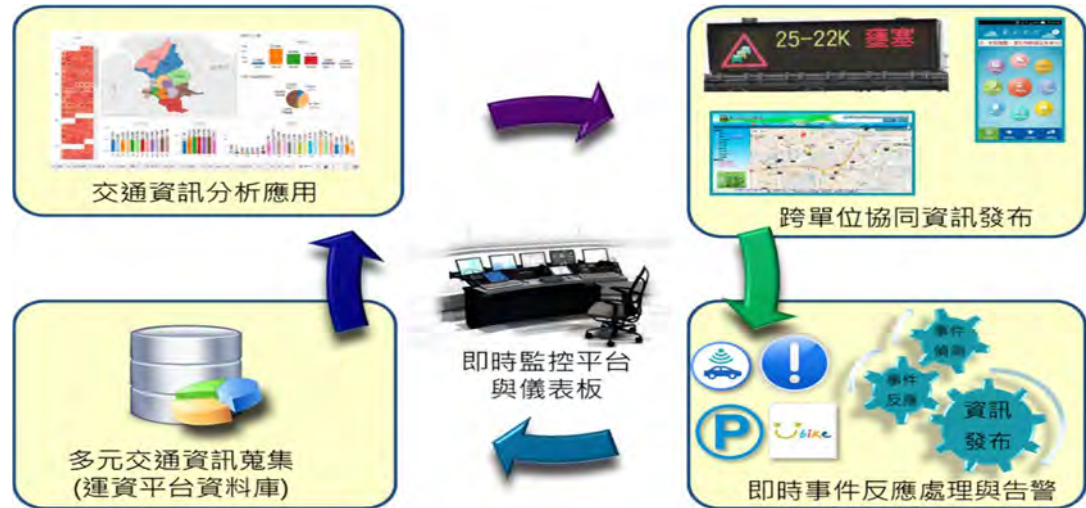 交通資訊分析應用
25-22K 壅塞
跨單位協同資訊發布
即時監控平台
與儀表板
多元交通資訊蒐集
(運資平台資料庫)
P
Ubike
事件
偵測
事件
反應
資訊
發布
即時事件反應處理與告警